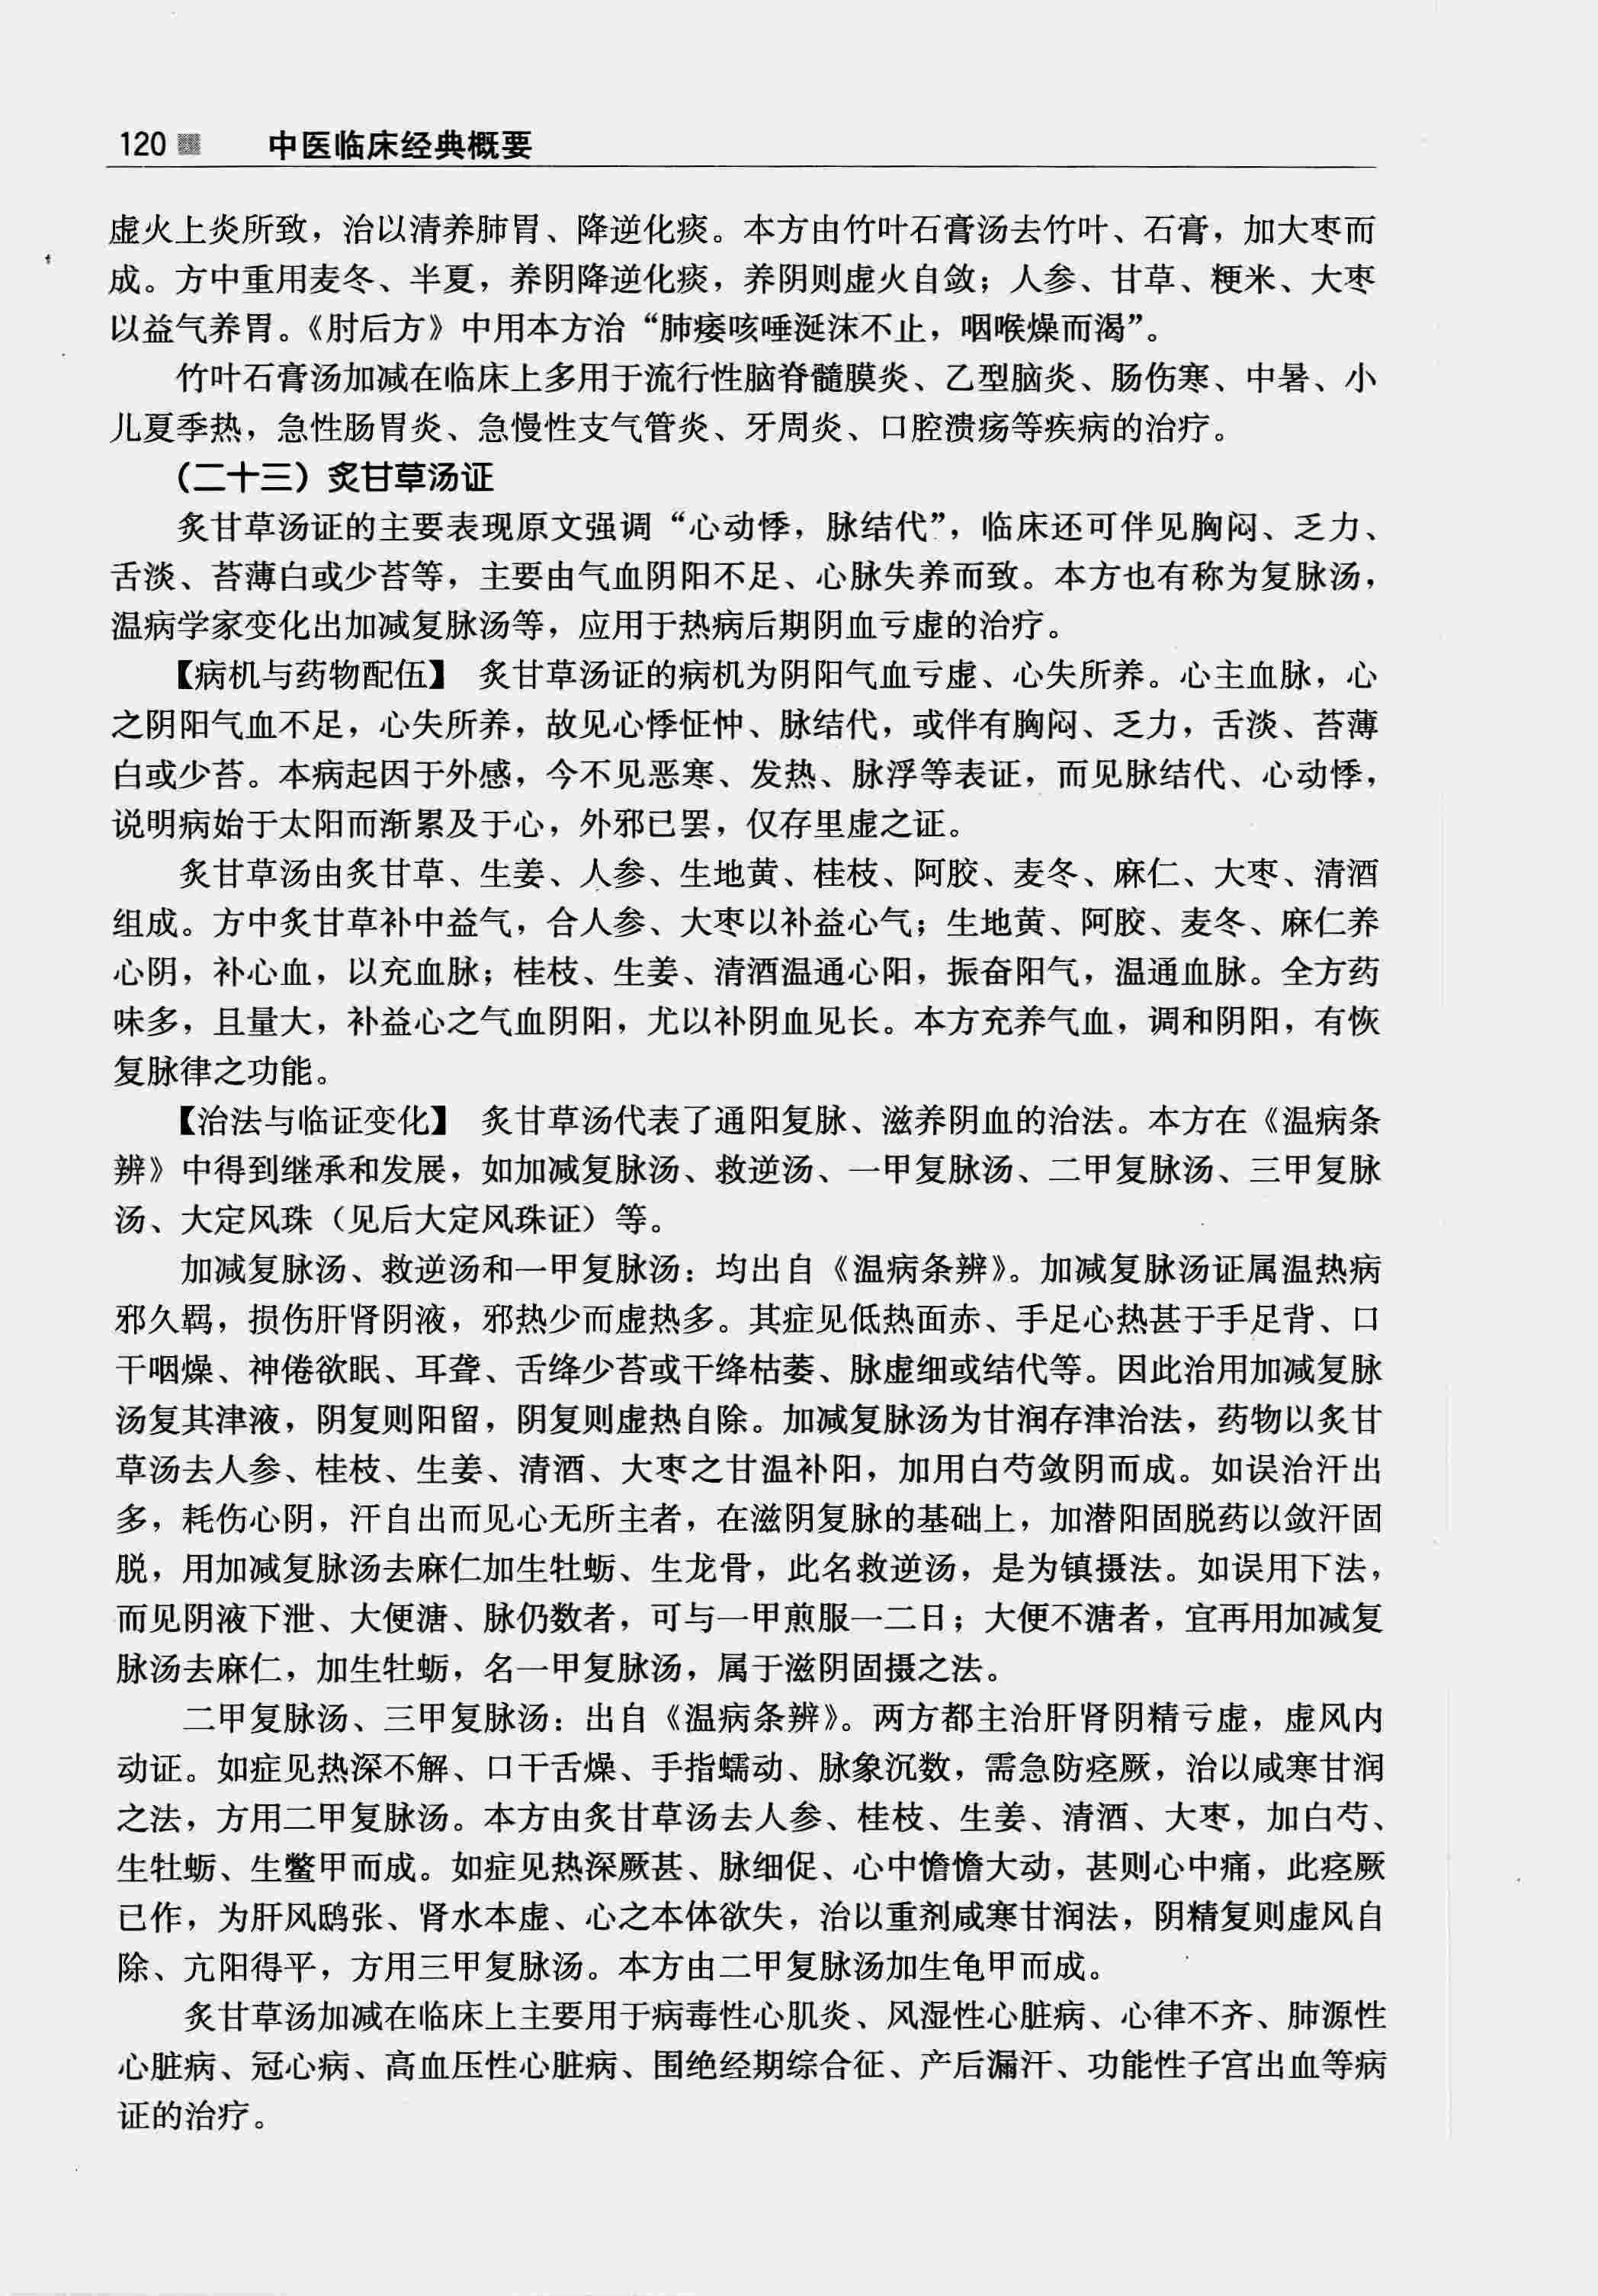 120 中医临床经典概要
虚火上炎所致，治以清养肺胃、降逆化痰。本方由竹叶石膏汤去竹叶、石膏，加大枣而
成。方中重用麦冬、半夏，养阴降逆化痰，养阴则虚火自敛；人参、甘草、粳米、大枣
以益气养胃。《肘后方》中用本方治“肺痿咳唾涎沫不止，咽喉燥而渴”。
竹叶石膏汤加减在临床上多用于流行性脑脊髓膜炎、乙型脑炎、肠伤寒、中暑、小
儿夏季热，急性肠胃炎、急慢性支气管炎、牙周炎、口腔溃疡等疾病的治疗。
（二十三）炙甘草汤证
炙甘草汤证的主要表现原文强调“心动悸，脉结代”，临床还可伴见胸闷、乏力、
舌淡、苔薄白或少苔等，主要由气血阴阳不足、心脉失养而致。本方也有称为复脉汤，
温病学家变化出加减复脉汤等，应用于热病后期阴血亏虚的治疗。
【病机与药物配伍】 炙甘草汤证的病机为阴阳气血亏虚、心失所养。心主血脉，心
之阴阳气血不足，心失所养，故见心悸怔忡、脉结代，或伴有胸闷、乏力，舌淡、苔薄
白或少苔。本病起因于外感，今不见恶寒、发热、脉浮等表证，而见脉结代、心动悸，
说明病始于太阳而渐累及于心，外邪已罢，仅存里虚之证。
炙甘草汤由炙甘草、生姜、人参、生地黄、桂枝、阿胶、麦冬、麻仁、大枣、清酒
组成。方中炙甘草补中益气，合人参、大枣以补益心气；生地黄、阿胶、麦冬、麻仁养
心阴，补心血，以充血脉；桂枝、生姜、清酒温通心阳，振奋阳气，温通血脉。全方药
味多，且量大，补益心之气血阴阳，尤以补阴血见长。本方充养气血，调和阴阳，有恢
复脉律之功能。
【治法与临证变化】 炙甘草汤代表了通阳复脉、滋养阴血的治法。本方在《温病条
辨》中得到继承和发展，如加减复脉汤、救逆汤、一甲复脉汤、二甲复脉汤、三甲复脉
汤、大定风珠（见后大定风珠证）等。
加减复脉汤、救逆汤和一甲复脉汤：均出自《温病条辨》。加减复脉汤证属温热病
邪久羁，损伤肝肾阴液，邪热少而虚热多。其症见低热面赤、手足心热甚于手足背、口
干咽燥、神倦欲眠、耳聋、舌绛少苔或干绛枯萎、脉虚细或结代等。因此治用加减复脉
汤复其津液，阴复则阳留，阴复则虚热自除。加减复脉汤为甘润存津治法，药物以炙甘
草汤去人参、桂枝、生姜、清酒、大枣之甘温补阳，加用白芍敛阴而成。如误治汗出
多，耗伤心阴，汗自出而见心无所主者，在滋阴复脉的基础上，加潜阳固脱药以敛汗固
脱，用加减复脉汤去麻仁加生牡蛎、生龙骨，此名救逆汤，是为镇摄法。如误用下法，
而见阴液下泄、大便溏、脉仍数者，可与一甲煎服一二日；大便不溏者，宜再用加减复
脉汤去麻仁，加生牡蛎，名一甲复脉汤，属于滋阴固摄之法。
二甲复脉汤、三甲复脉汤：出自《温病条辨》。两方都主治肝肾阴精亏虚，虚风内
动证。如症见热深不解、口干舌燥、手指蠕动、脉象沉数，需急防痉厥，治以咸寒甘润
之法，方用二甲复脉汤。本方由炙甘草汤去人参、桂枝、生姜、清酒、大枣，加白芍、
生牡蛎、生鳖甲而成。如症见热深厥甚、脉细促、心中憺憺大动，甚则心中痛，此痉厥
已作，为肝风鸱张、肾水本虚、心之本体欲失，治以重剂咸寒甘润法，阴精复则虚风自
除、亢阳得平，方用三甲复脉汤。本方由二甲复脉汤加生龟甲而成。
炙甘草汤加减在临床上主要用于病毒性心肌炎、风湿性心脏病、心律不齐、肺源性
心脏病、冠心病、高血压性心脏病、围绝经期综合征、产后漏汗、功能性子宫出血等病
证的治疗。